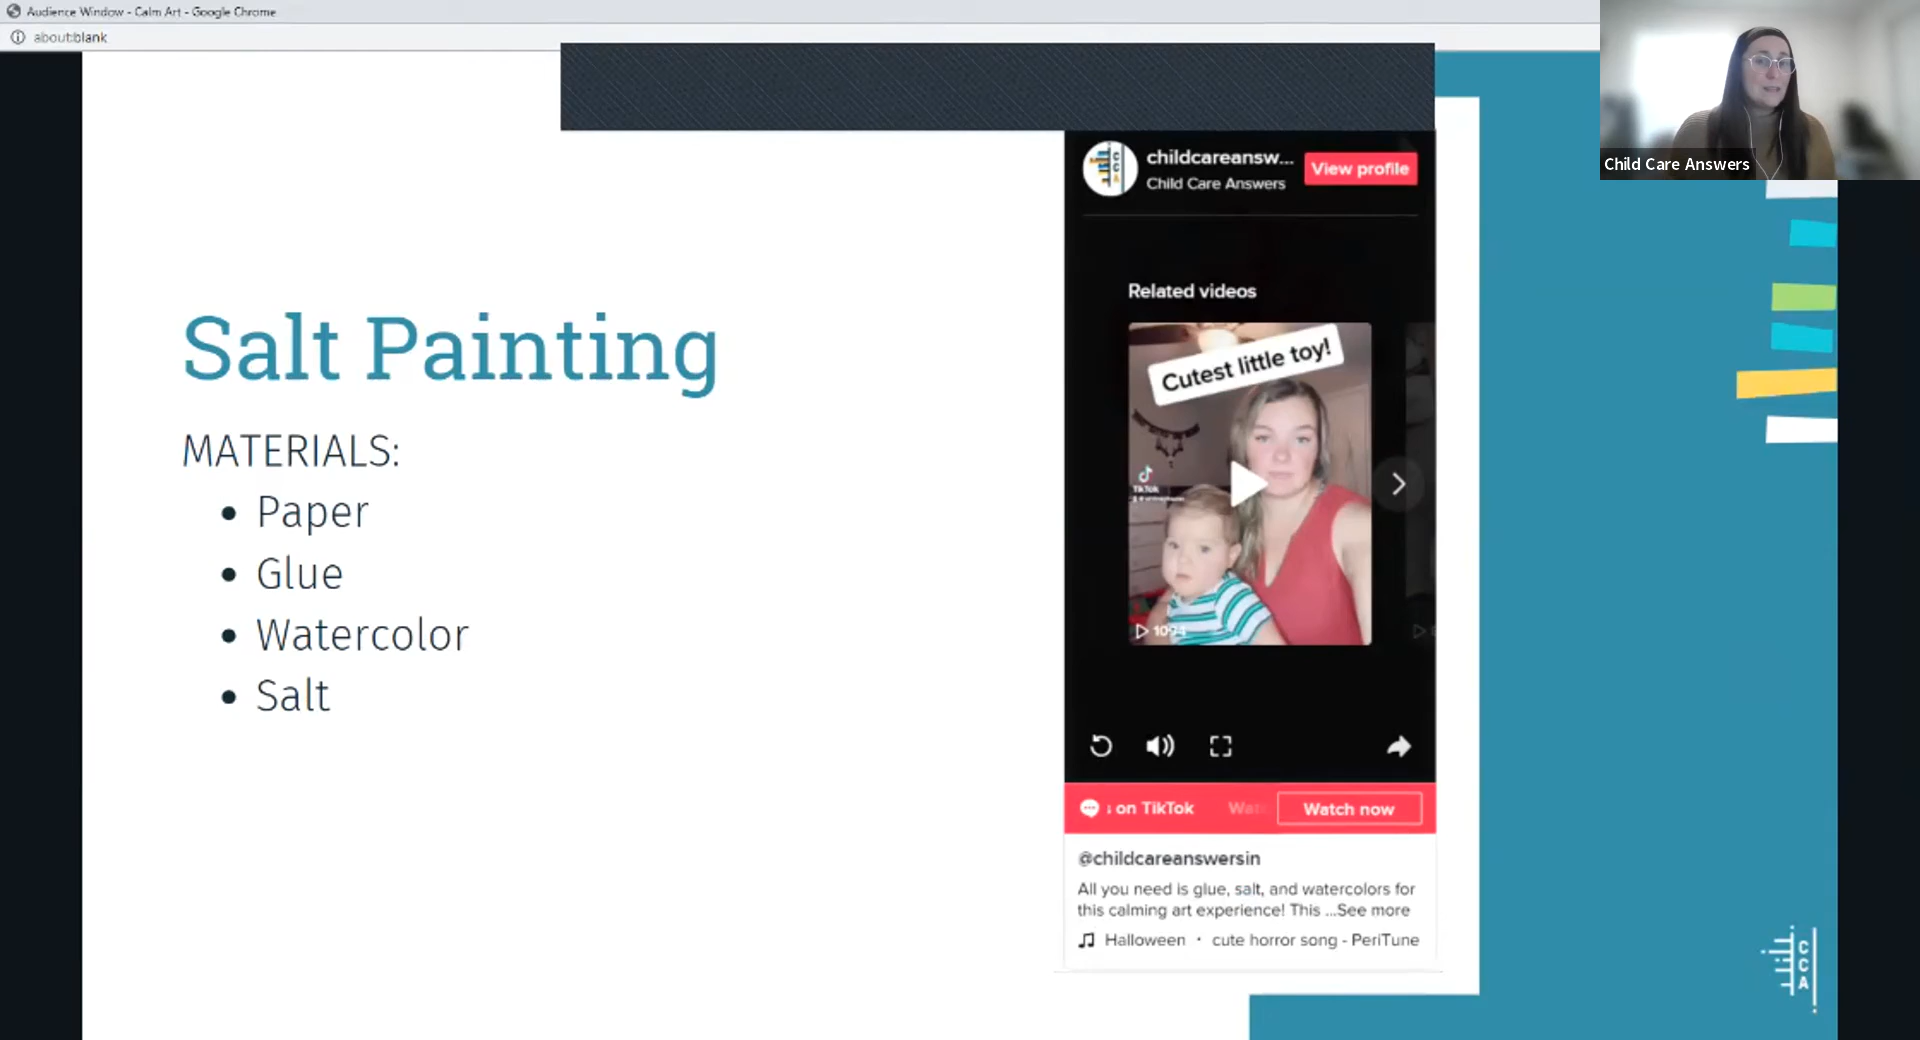 Audience Window - Calm Art - Google Chrome
about:blank
Child Care Answers
childcareansw...
View profile
Child Care Answers
Related videos
Cutest little toy!
TikTok
1094
Salt Painting
MATERIALS:
• Paper
• Glue
• Watercolor
• Salt
on TikTok
Watch now
@childcareanswersin
All you need is glue, salt, and watercolors for
this calming art experience! This ...See more
Halloween · cute horror song - PeriTune
CCA